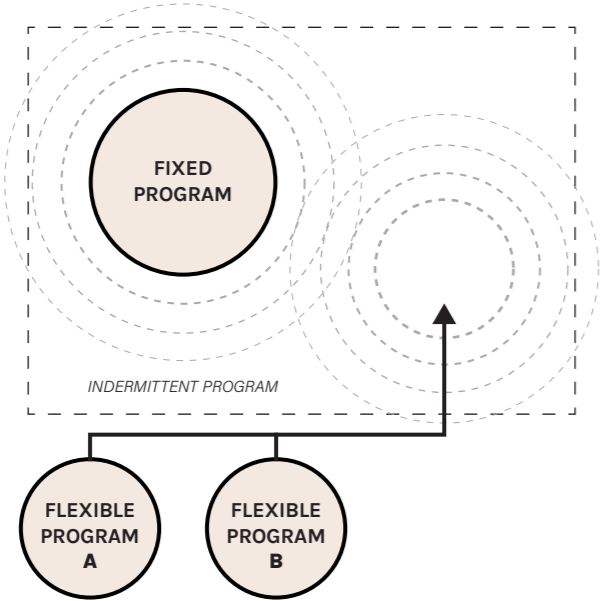 FIXED
PROGRAM
INDERMITTENT PROGRAM
FLEXIBLE
PROGRAM
A
FLEXIBLE
PROGRAM
B